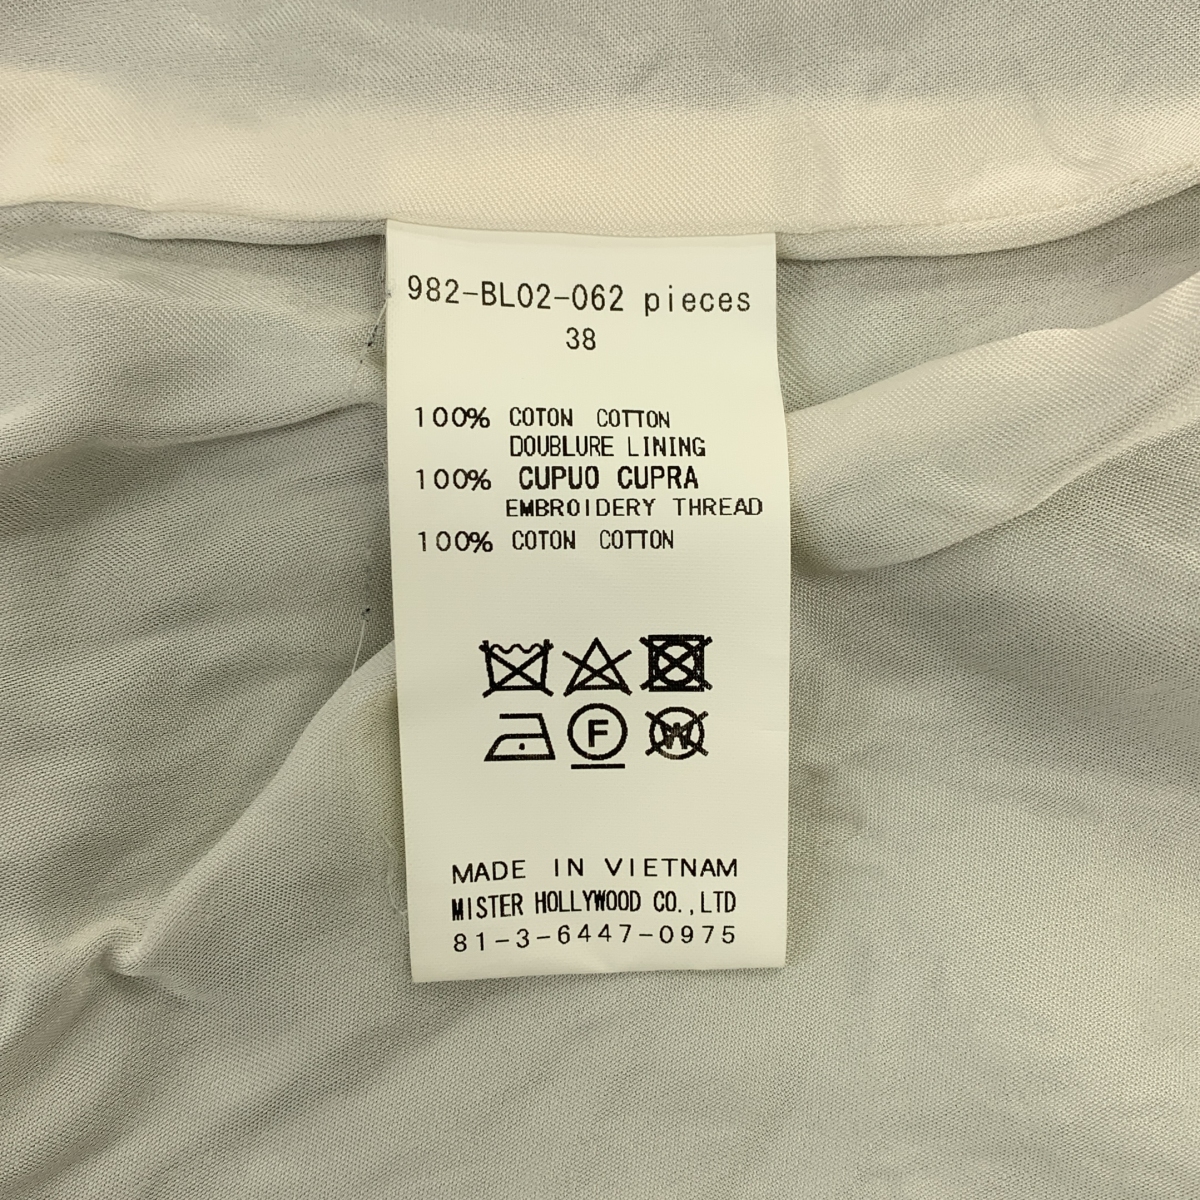 982-BL02-062 pieces
38
100% COTON COTTON
DOUBLURE LINING
100% CUPUO CUPRA
EMBROIDERY THREAD
100% COTON COTTON
F W
MADE IN VIETNAM
MISTER HOLLYWOOD CO.,LTD
81-3-6447-0975